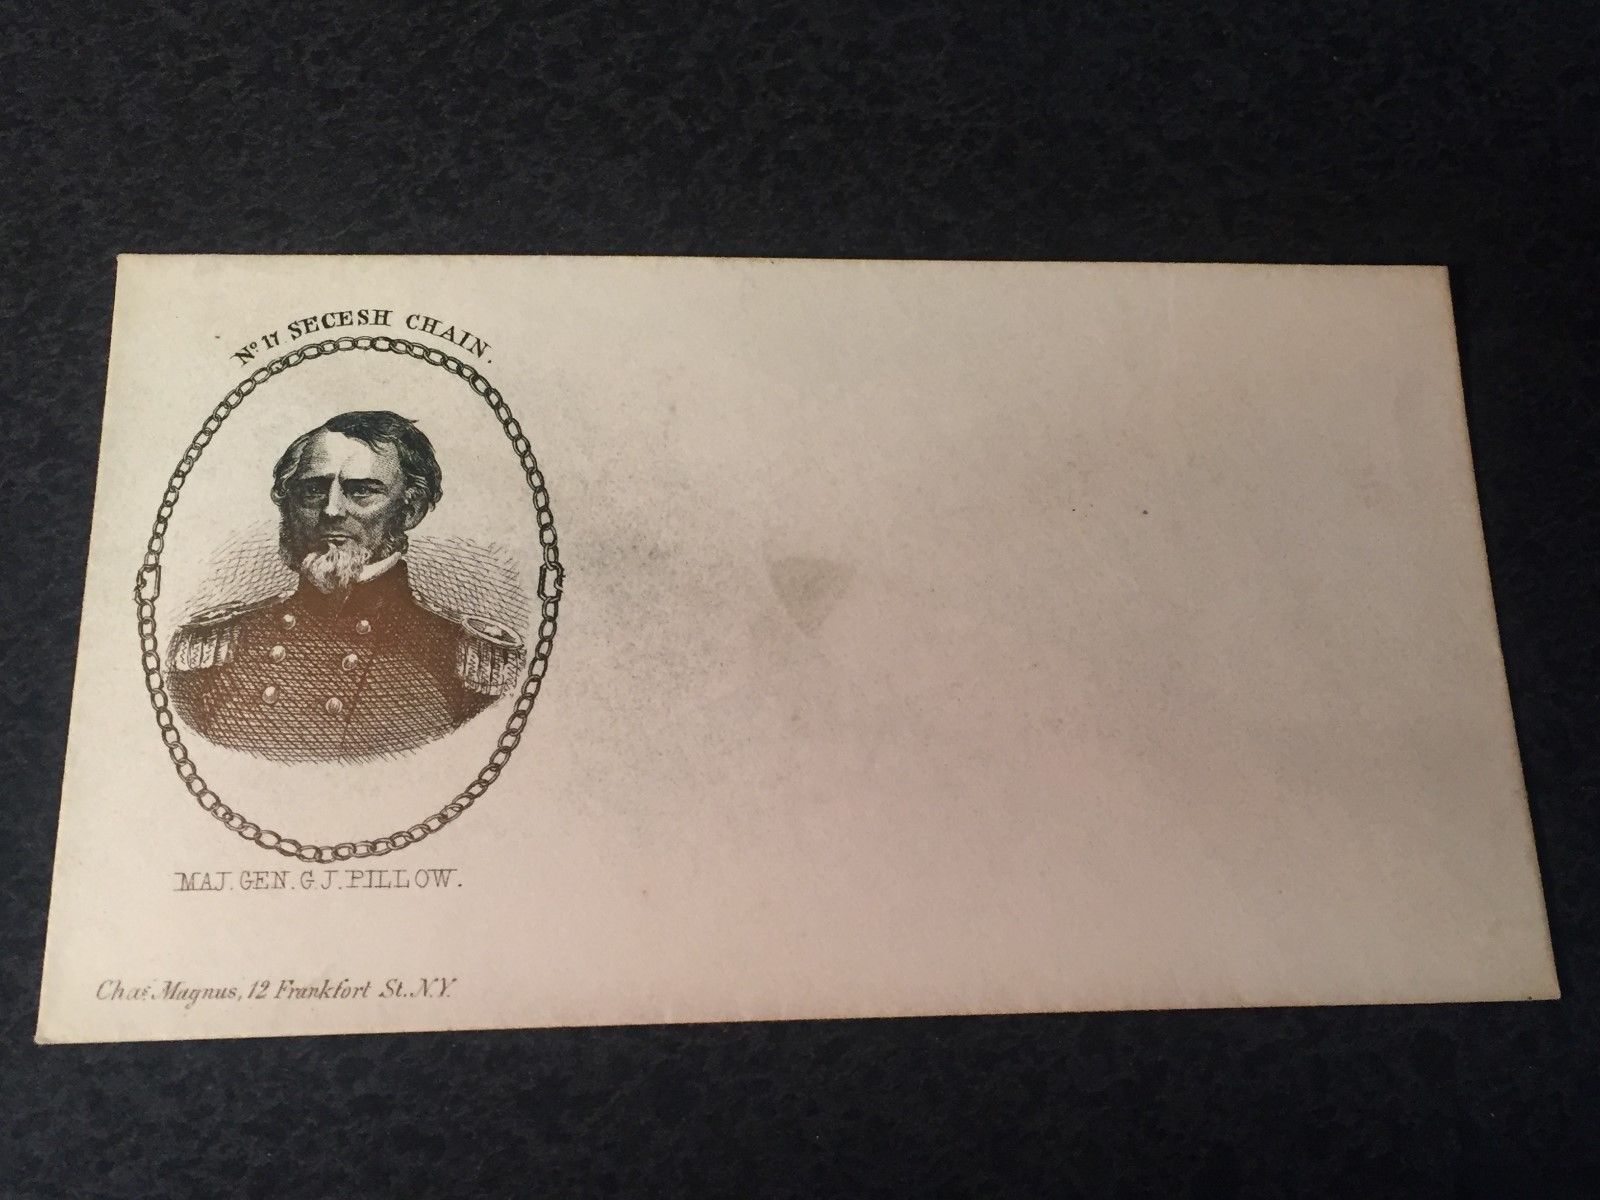 Nº 17 SECESH CHAIN.
MAJ. GEN. G. J. PILLOW.
Chas. Magnus, 12 Frankfort St. N.Y.